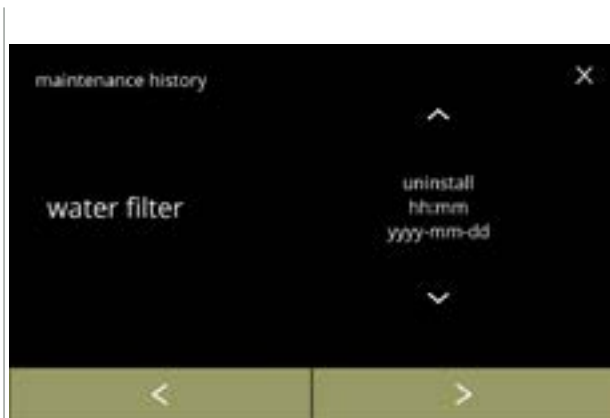 maintenance history
water filter
uninstall
hh:mm
yyyy-mm-dd